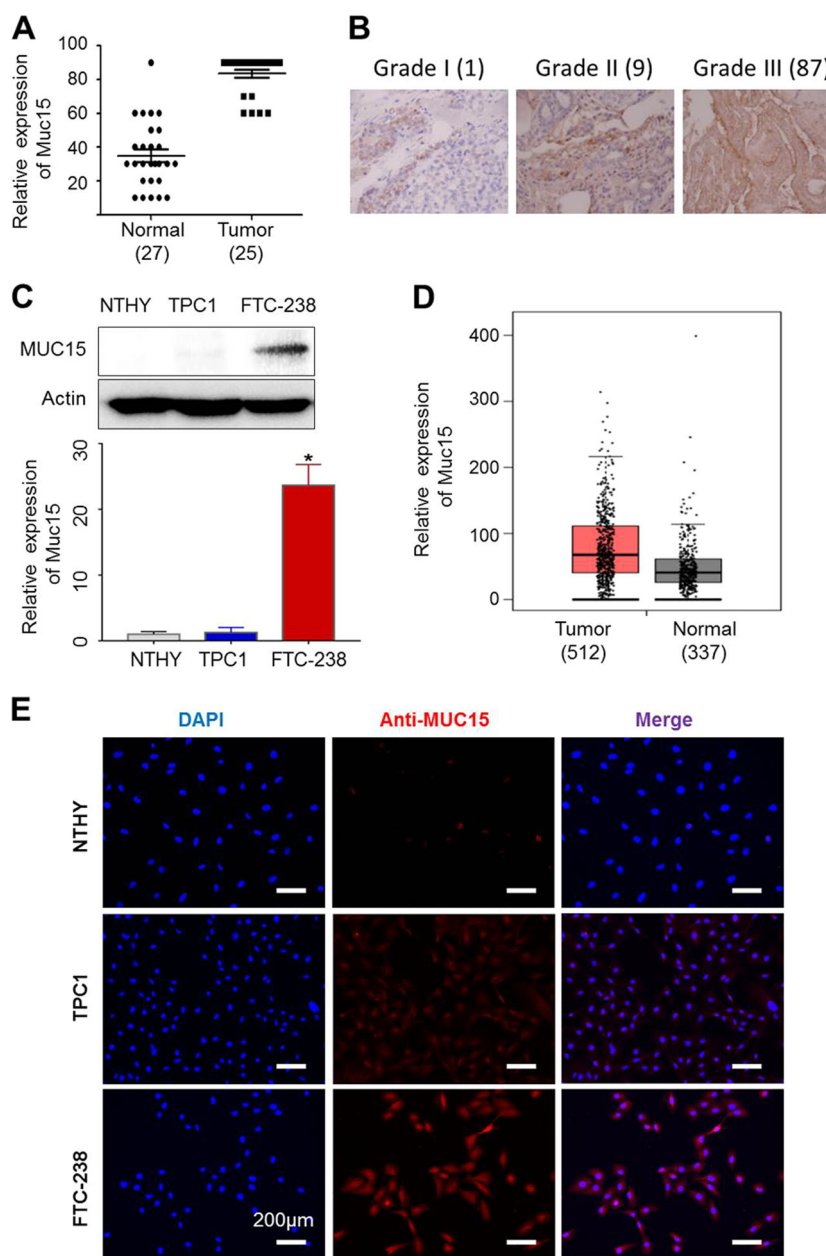 A
Relative expression
of Muc15
100
80
60
40
20
Normal
(27)
Tumor
(25)
B
Grade I (1)
Grade II (9)
Grade III (87)
C
NTHY TPC1 FTC-238
MUC15
Actin
Relative expression
of Muc15
30
20
10
0
*
NTHY TPC1 FTC-238
D
Relative expression
of Muc15
400
300
200
100
0
Tumor
(512)
Normal
(337)
E
DAPI
Anti-MUC15
Merge
NTHY
TPC1
FTC-238
200µm